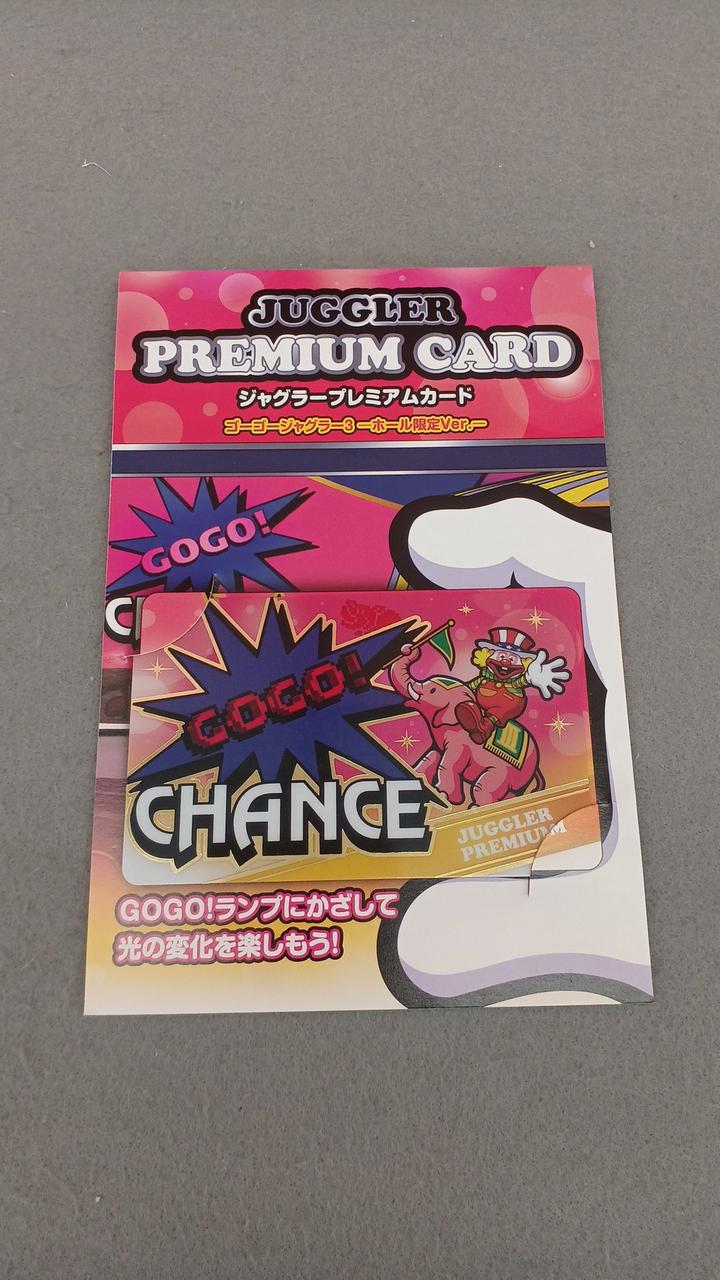 JUGGLER
PREMIUM CARD
ジャグラープレミアムカード
ゴーゴージャグラー3 ーホール限定Ver.ー
GOGO!
C
GOGO!
CHANCE
JUGGLER
PREMIUM
GOGO!ランプにかざして
光の変化を楽しもう!